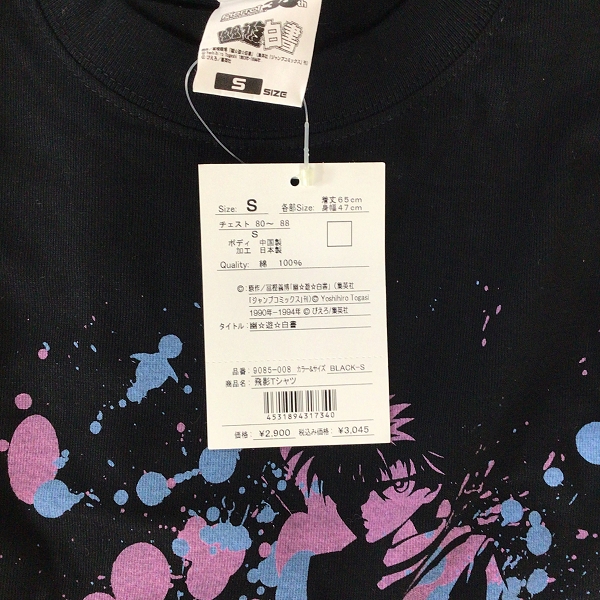 30th
幽☆遊☆白書
S SIZE
Size: S 各部Size: 着丈65cm
身幅47cm
チェスト 80～ 88
S
ボディ 中国製
加工 日本製
Quality: 綿 100%
©：原作／冨樫義博「幽☆遊☆白書」（集英社
「ジャンプコミックス」刊）© Yoshihiro Togasi
1990年-1994年 © ぴえろ/集英社
タイトル：幽☆遊☆白書
品番： 9085-008 カラー&サイズ BLACK-S
商品名： 飛影Tシャツ
4531894317340
価格： ¥2,900 税込み価格： ¥3,045